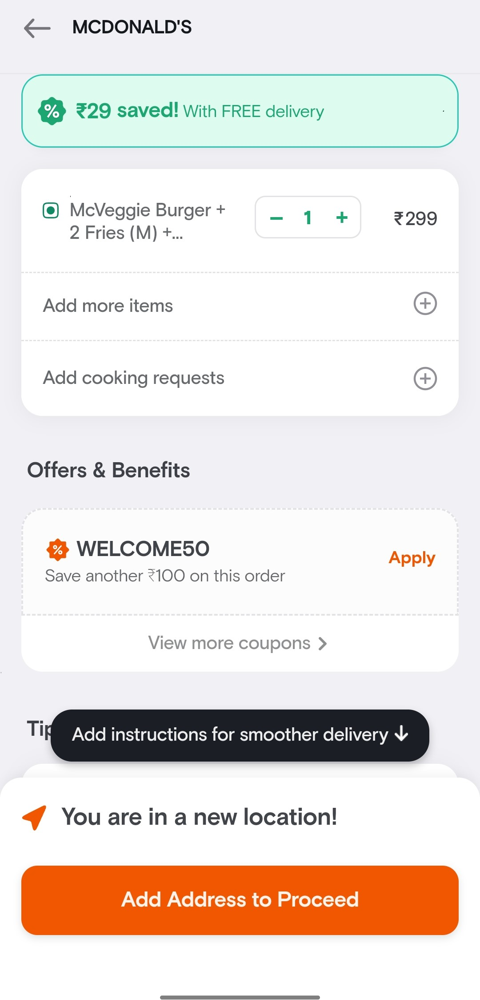 MCDONALD'S
₹29 saved! With FREE delivery
McVeggie Burger +
2 Fries (M) +...
1
₹299
Add more items
Add cooking requests
Offers & Benefits
WELCOME50
Save another ₹100 on this order
Apply
View more coupons
Add instructions for smoother delivery
You are in a new location!
Add Address to Proceed